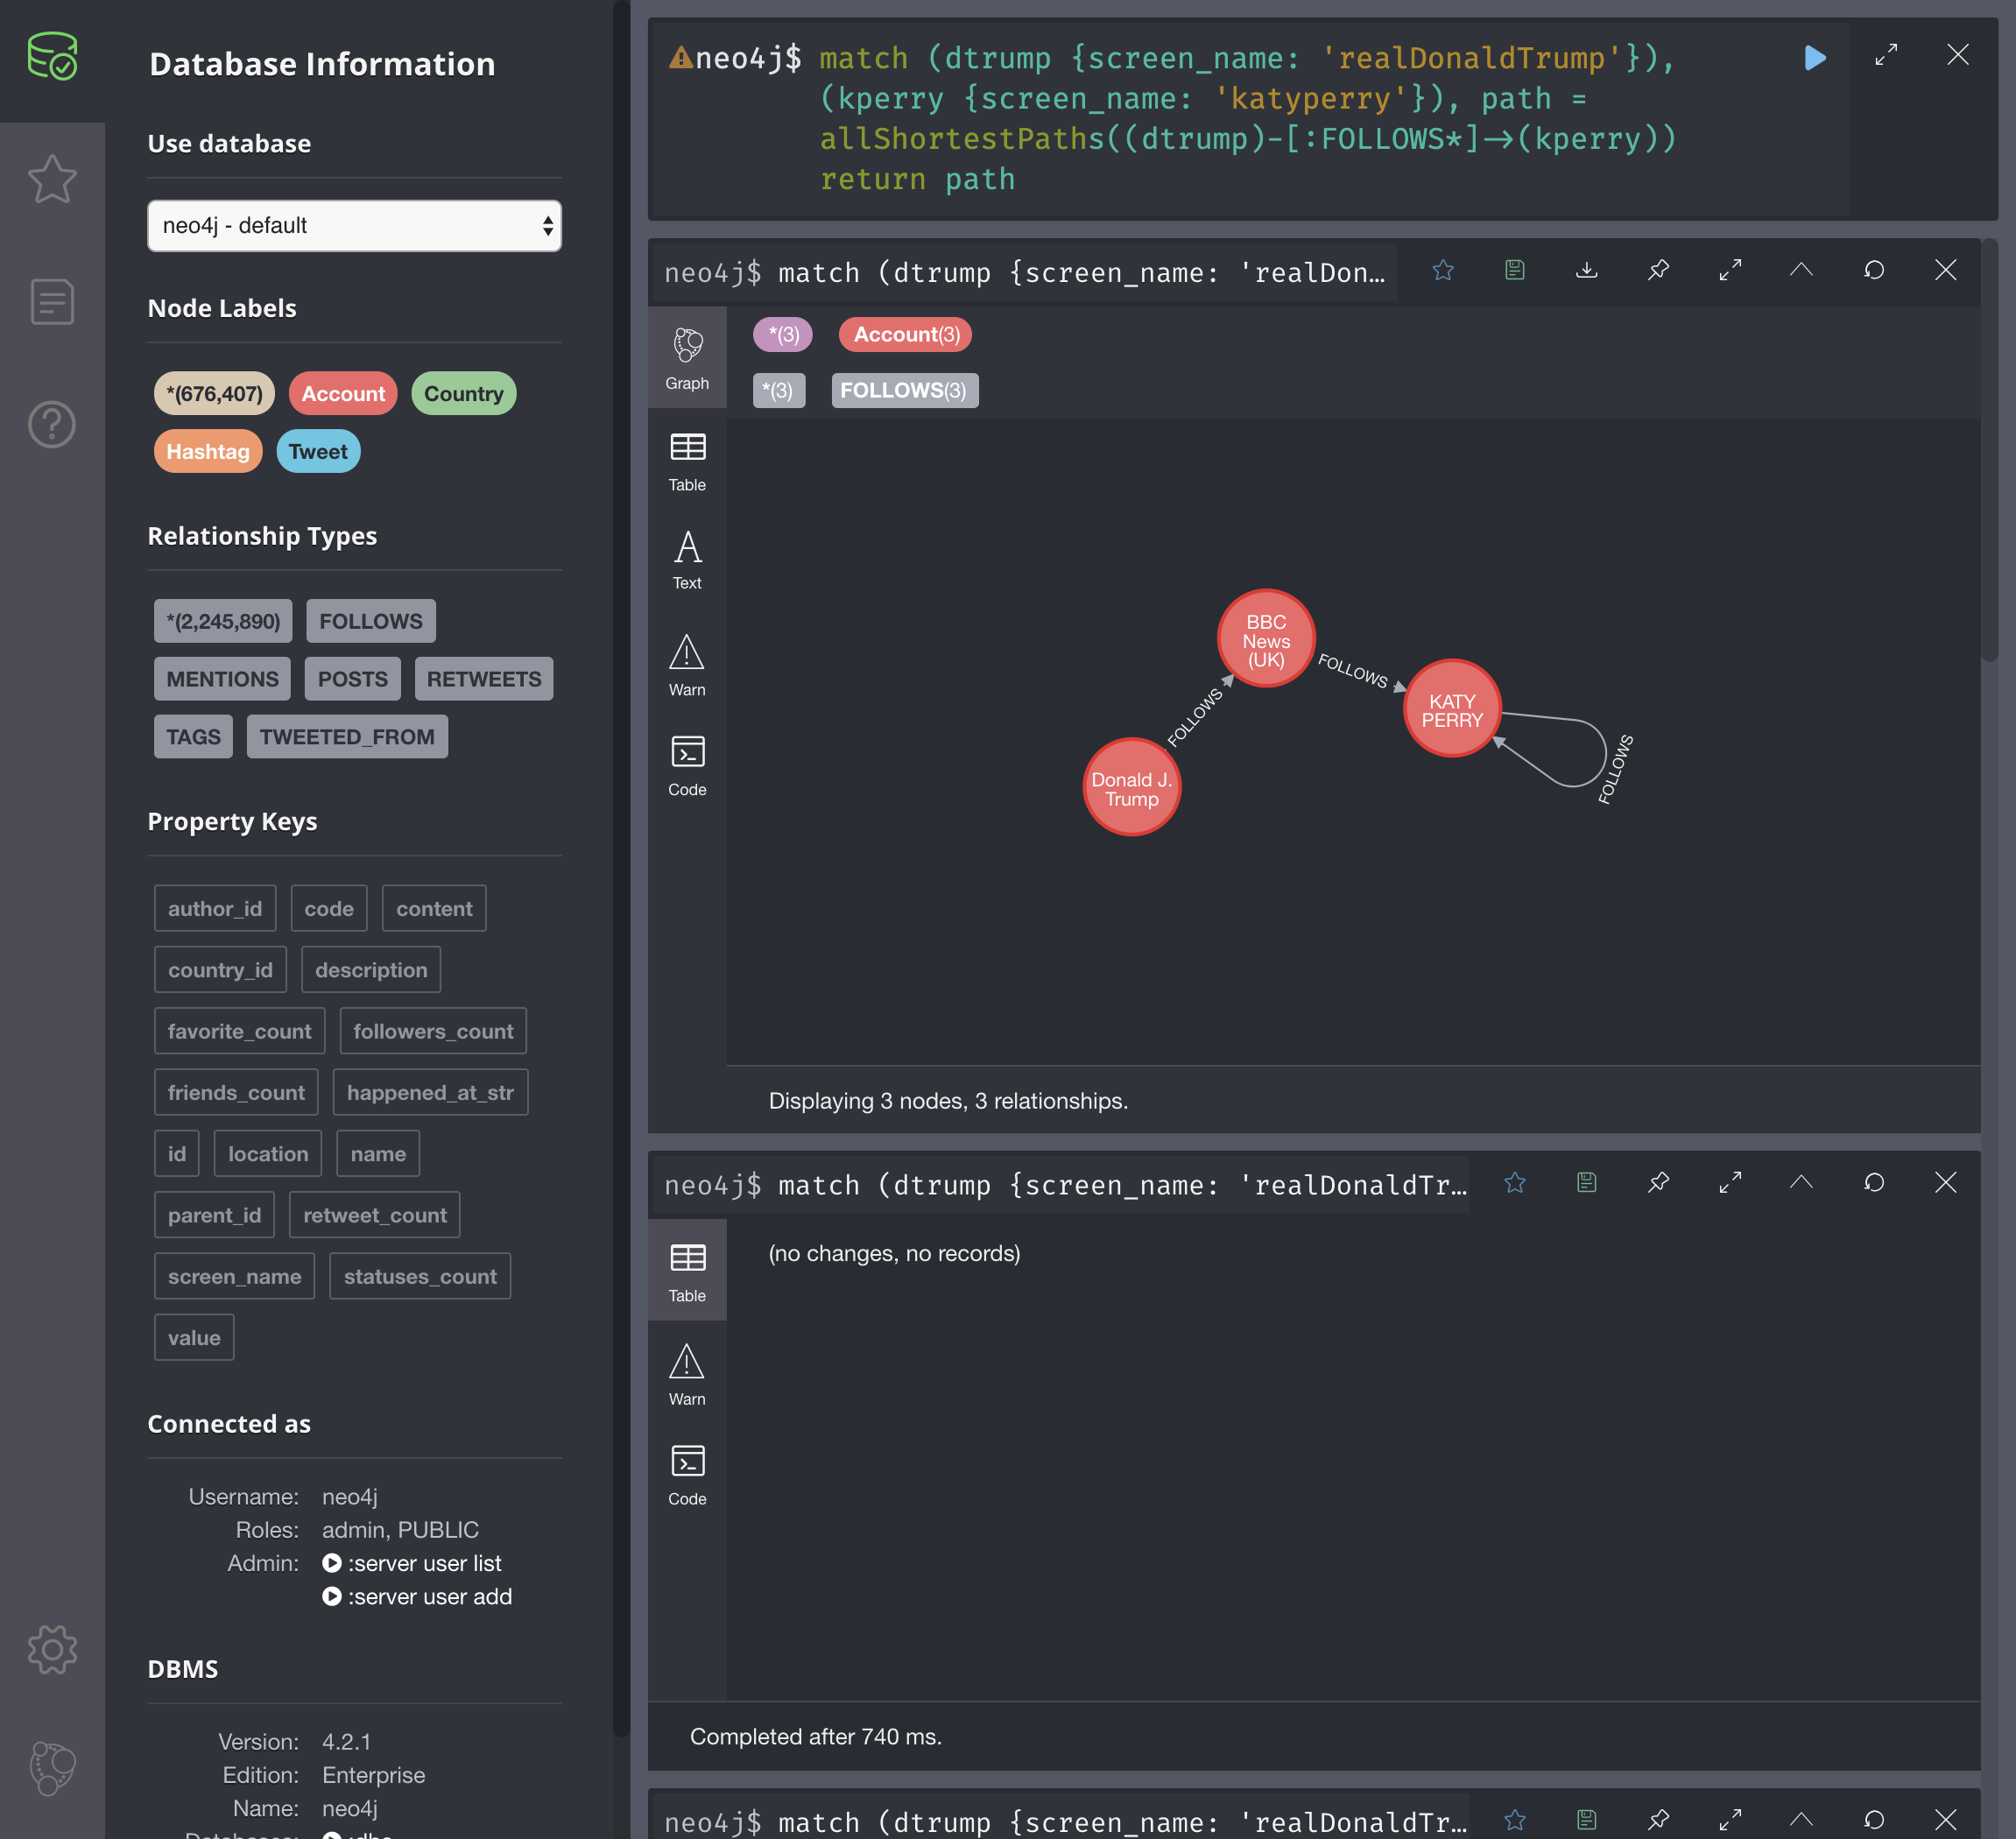 Database Information
Use database
neo4j - default
Node Labels
*(676,407) Account Country
Hashtag Tweet
Relationship Types
*(2,245,890) FOLLOWS
MENTIONS POSTS RETWEETS
TAGS TWEETED_FROM
Property Keys
author_id code content
country_id description
favorite_count followers_count
friends_count happened_at_str
id location name
parent_id retweet_count
screen_name statuses_count
value
Connected as
Username: neo4j
Roles: admin, PUBLIC
Admin: :server user list
:server user add
DBMS
Version: 4.2.1
Edition: Enterprise
Name: neo4j
neo4j$ match (dtrump {screen_name: 'realDonaldTrump'}),
(kperry {screen_name: 'katyperry'}), path =
allShortestPaths((dtrump)-[:FOLLOWS*]->(kperry))
return path
neo4j$ match (dtrump {screen_name: 'realDon…
Graph
Table
Text
Warn
Code
*(3) Account(3)
*(3) FOLLOWS(3)
BBC
News
(UK)
FOLLOWS
KATY
PERRY
FOLLOWS
FOLLOWS
Donald J.
Trump
Displaying 3 nodes, 3 relationships.
neo4j$ match (dtrump {screen_name: 'realDonaldTr…
Table
Warn
Code
(no changes, no records)
Completed after 740 ms.
neo4j$ match (dtrump {screen_name: 'realDonaldTr…